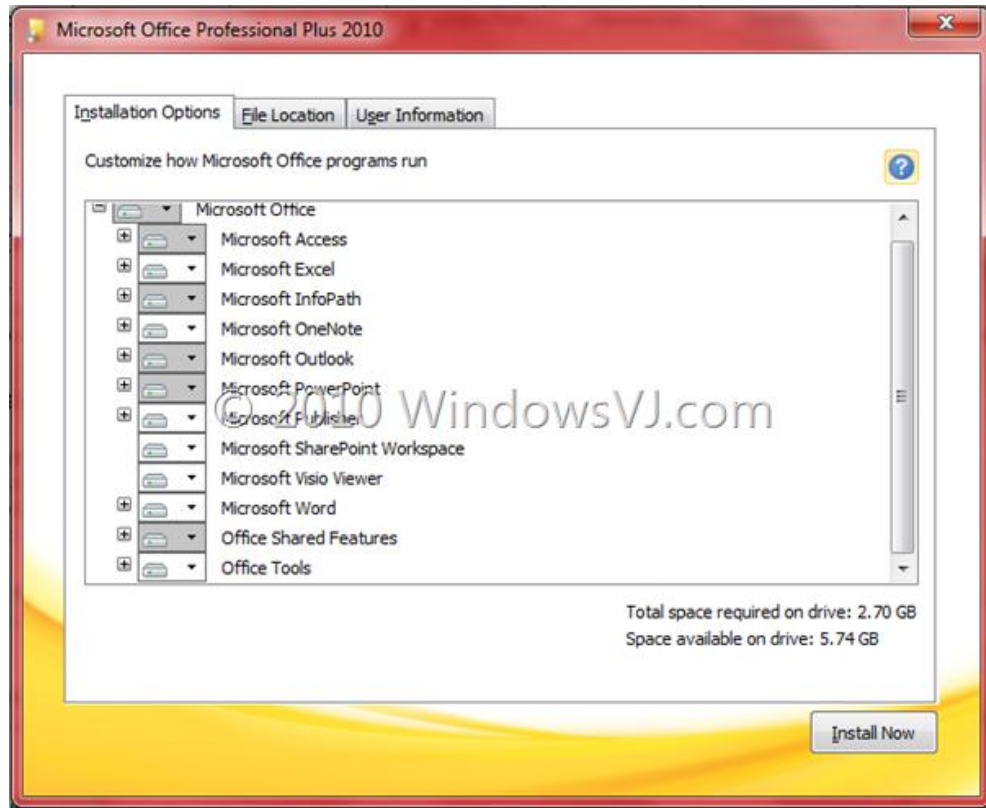 Microsoft Office Professional Plus 2010
Installation Options File Location User Information
Customize how Microsoft Office programs run
Microsoft Office
Microsoft Access
Microsoft Excel
Microsoft InfoPath
Microsoft OneNote
Microsoft Outlook
Microsoft PowerPoint
© 2010 WindowsVJ.com
Microsoft Publisher
Microsoft SharePoint Workspace
Microsoft Visio Viewer
Microsoft Word
Office Shared Features
Office Tools
Total space required on drive: 2.70 GB
Space available on drive: 5.74 GB
Install Now